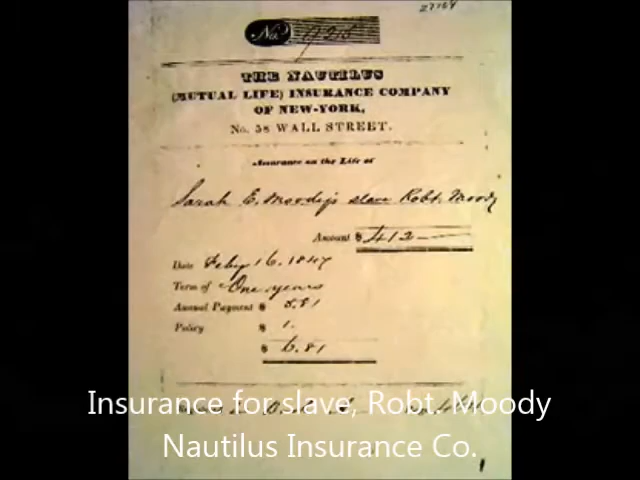 No.
THE NAUTILUS
(MUTUAL LIFE) INSURANCE COMPANY
OF NEW-YORK,
No. 58 WALL STREET.
Assurance on the Life of
Sarah E. Moody's slave Robt. Moody
Amount $ 412
Date Feby 16. 1847
Term of One years
Annual Payment $ 5.81
Policy $ 1.
$ 6.81
Insurance for slave, Robt. Moody
Nautilus Insurance Co.